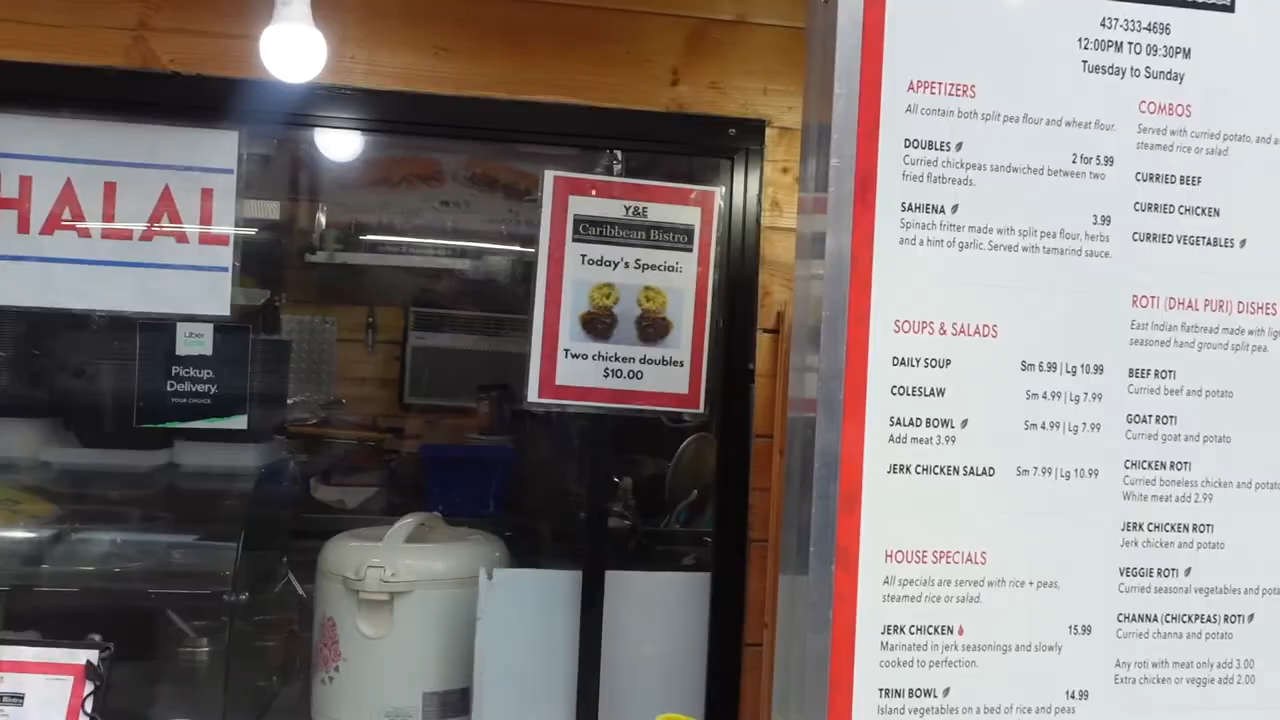 HALAL
Uber
Eats
Pickup.
Delivery.
YOUR CHOICE
Y&E
Caribbean Bistro
Today's Special:
Two chicken doubles
$10.00
437-333-4696
12:00PM TO 09:30PM
Tuesday to Sunday
APPETIZERS
All contain both split pea flour and wheat flour.
DOUBLES 2 for 5.99
Curried chickpeas sandwiched between two
fried flatbreads.
SAHIENA 3.99
Spinach fritter made with split pea flour, herbs
and a hint of garlic. Served with tamarind sauce.
SOUPS & SALADS
DAILY SOUP Sm 6.99 | Lg 10.99
COLESLAW Sm 4.99 | Lg 7.99
SALAD BOWL Sm 4.99 | Lg 7.99
Add meat 3.99
JERK CHICKEN SALAD Sm 7.99 | Lg 10.99
HOUSE SPECIALS
All specials are served with rice + peas,
steamed rice or salad.
JERK CHICKEN 15.99
Marinated in jerk seasonings and slowly
cooked to perfection.
TRINI BOWL 14.99
Island vegetables on a bed of rice and peas
COMBOS
Served with curried potato, and
steamed rice or salad.
CURRIED BEEF
CURRIED CHICKEN
CURRIED VEGETABLES
ROTI (DHAL PURI) DISHES
East Indian flatbread made with
seasoned hand ground split pea.
BEEF ROTI
Curried beef and potato
GOAT ROTI
Curried goat and potato
CHICKEN ROTI
Curried boneless chicken and potato
White meat add 2.99
JERK CHICKEN ROTI
Jerk chicken and potato
VEGGIE ROTI
Curried seasonal vegetables and
CHANNA (CHICKPEAS) ROTI
Curried channa and potato
Any roti with meat only add 3.00
Extra chicken or veggie add 2.00